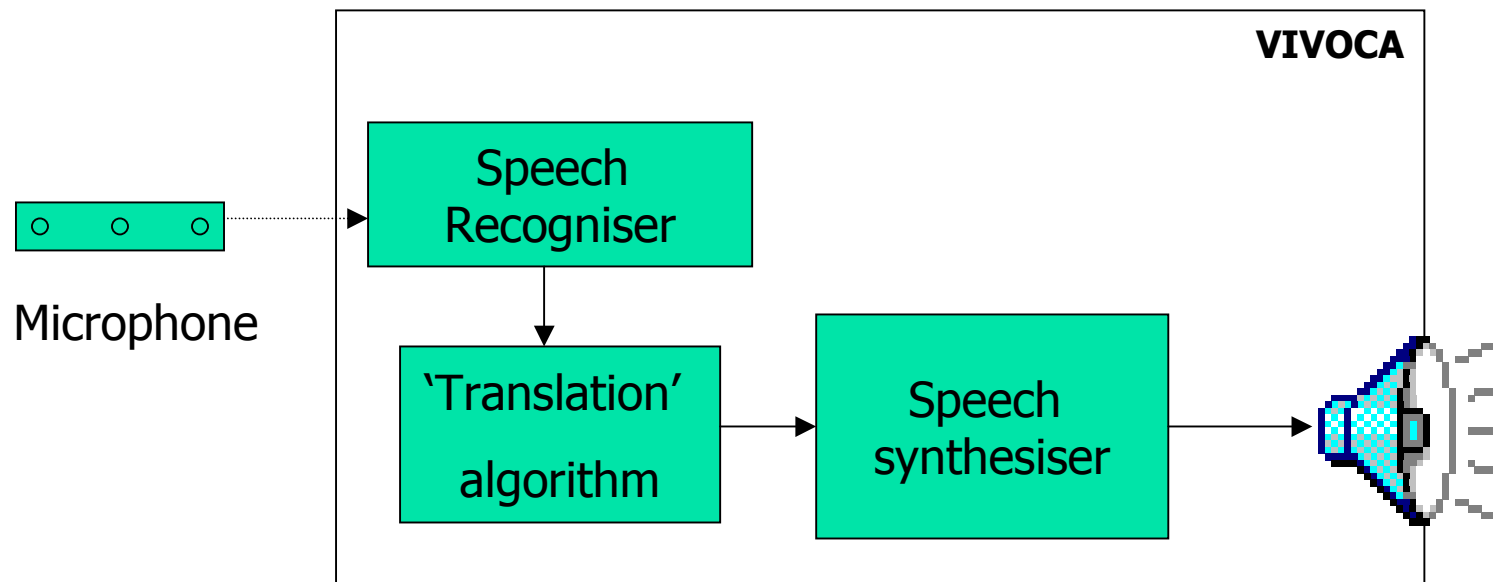 VIVOCA
Speech
Recogniser
Microphone
‘Translation’
algorithm
Speech
synthesiser